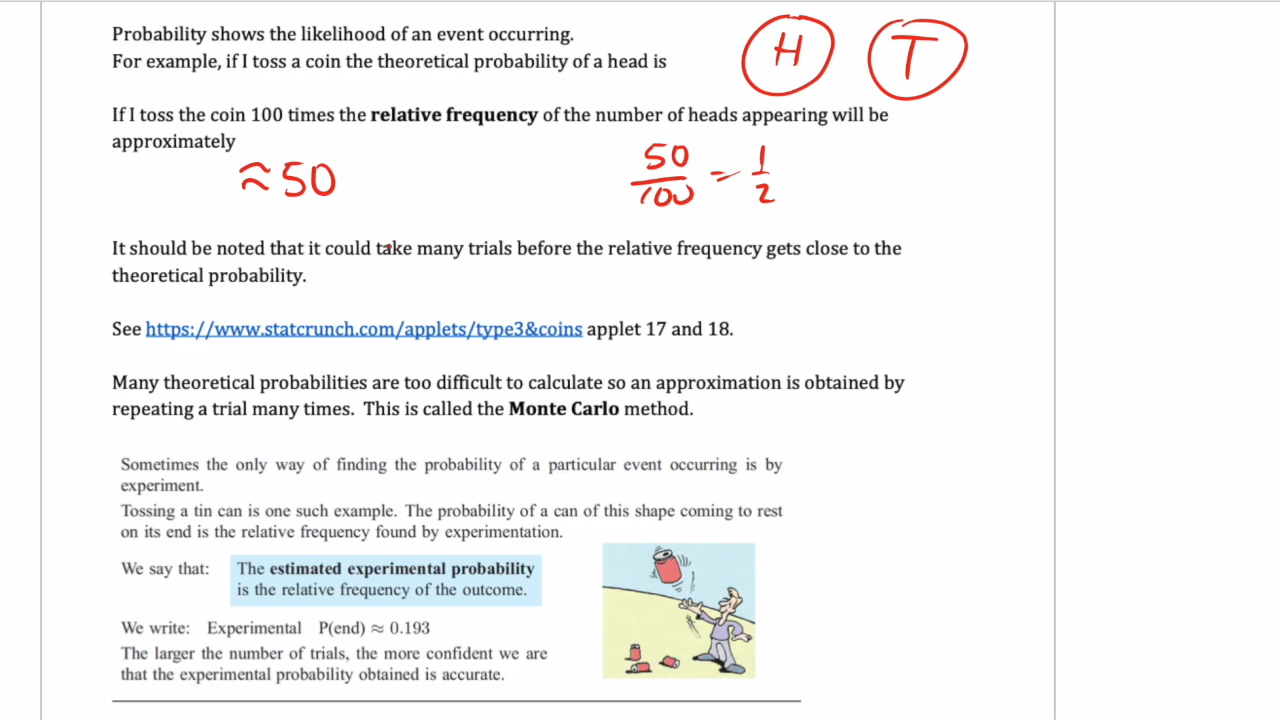 Probability shows the likelihood of an event occurring.
For example, if I toss a coin the theoretical probability of a head is
H T
If I toss the coin 100 times the relative frequency of the number of heads appearing will be
approximately
≈ 50
50/100 = 1/2
It should be noted that it could take many trials before the relative frequency gets close to the
theoretical probability.
See https://www.statcrunch.com/applets/type3&coins applet 17 and 18.
Many theoretical probabilities are too difficult to calculate so an approximation is obtained by
repeating a trial many times.  This is called the Monte Carlo method.
Sometimes the only way of finding the probability of a particular event occurring is by
experiment.
Tossing a tin can is one such example. The probability of a can of this shape coming to rest
on its end is the relative frequency found by experimentation.
We say that: The estimated experimental probability
is the relative frequency of the outcome.
We write: Experimental P(end) ≈ 0.193
The larger the number of trials, the more confident we are
that the experimental probability obtained is accurate.